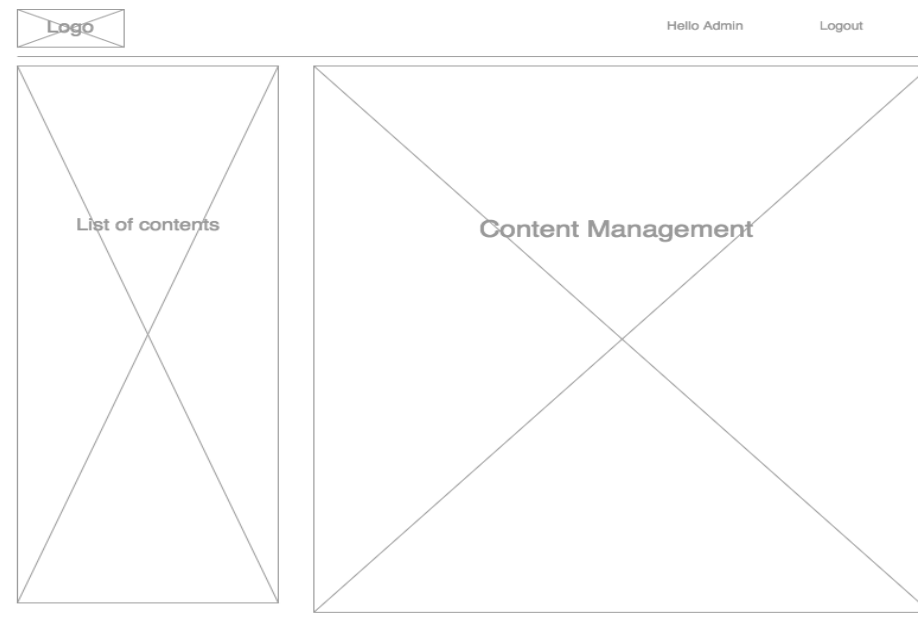 Logo
Hello Admin
Logout
List of contents
Content Management